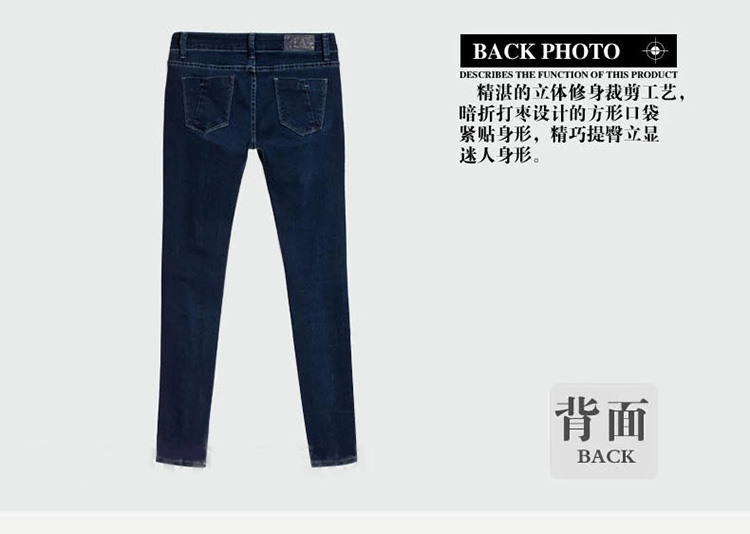 BACK PHOTO
DESCRIBES THE FUNCTION OF THIS PRODUCT
精湛的立体修身裁剪工艺，
暗折打枣设计的方形口袋
紧贴身形，精巧提臀立显
迷人身形。
背面
BACK